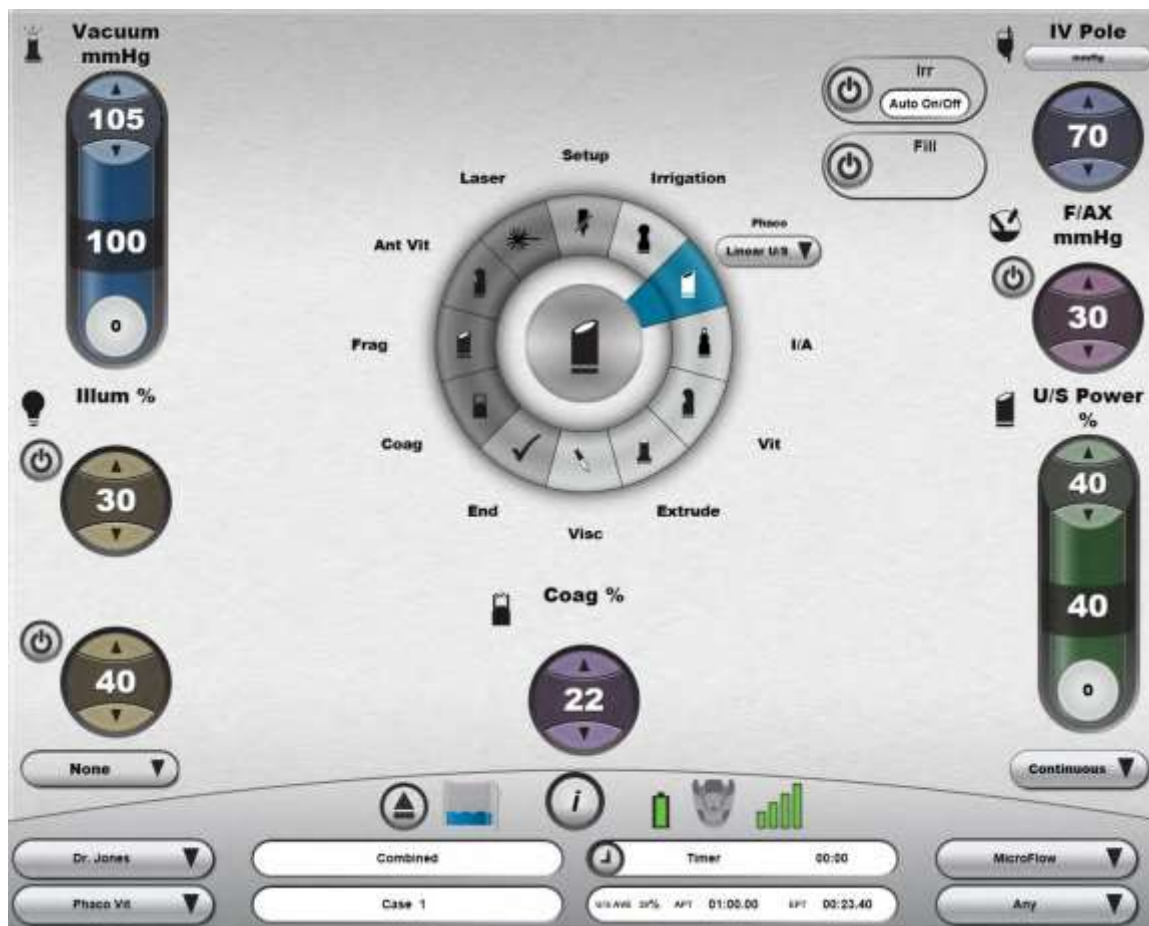 Vacuum
mmHg
105
100
0
Illum %
30
40
None
Setup
Laser
Irrigation
Ant Vit
Phaco
Linear U/S
Frag
I/A
Coag
Vit
End
Extrude
Visc
Coag %
22
Irr
Auto On/Off
Fill
IV Pole
mmHg
70
F/AX
mmHg
30
U/S Power
%
40
40
0
Continuous
i
Dr. Jones
Combined
Timer 00:00
MicroFlow
Phaco Vit
Case 1
U/S AVE 39% APT 01:00.00 EPT 00:23.40
Any